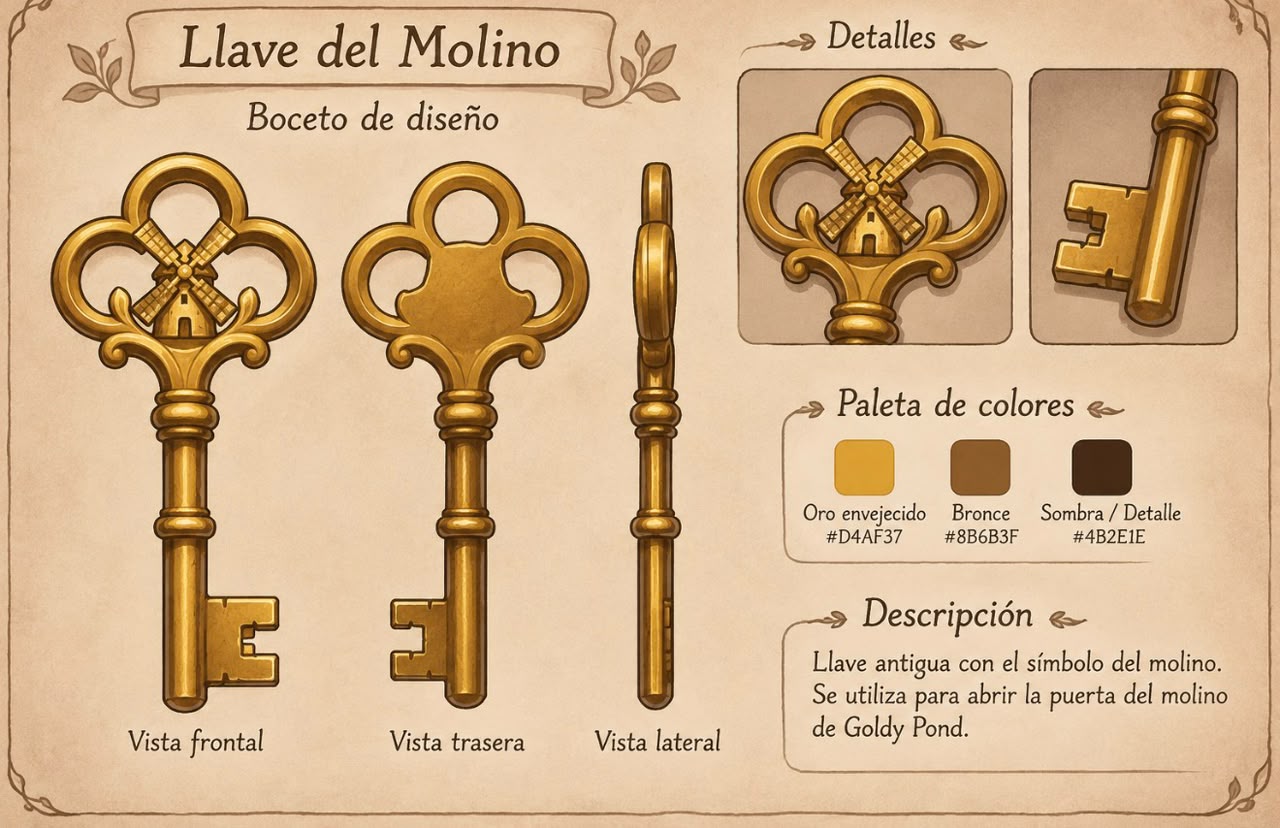 Llave del Molino
Boceto de diseño
Vista frontal
Vista trasera
Vista lateral
Detalles
Paleta de colores
Oro envejecido
#D4AF37
Bronce
#8B6B3F
Sombra / Detalle
#4B2E1E
Descripción
Llave antigua con el símbolo del molino.
Se utiliza para abrir la puerta del molino
de Goldy Pond.